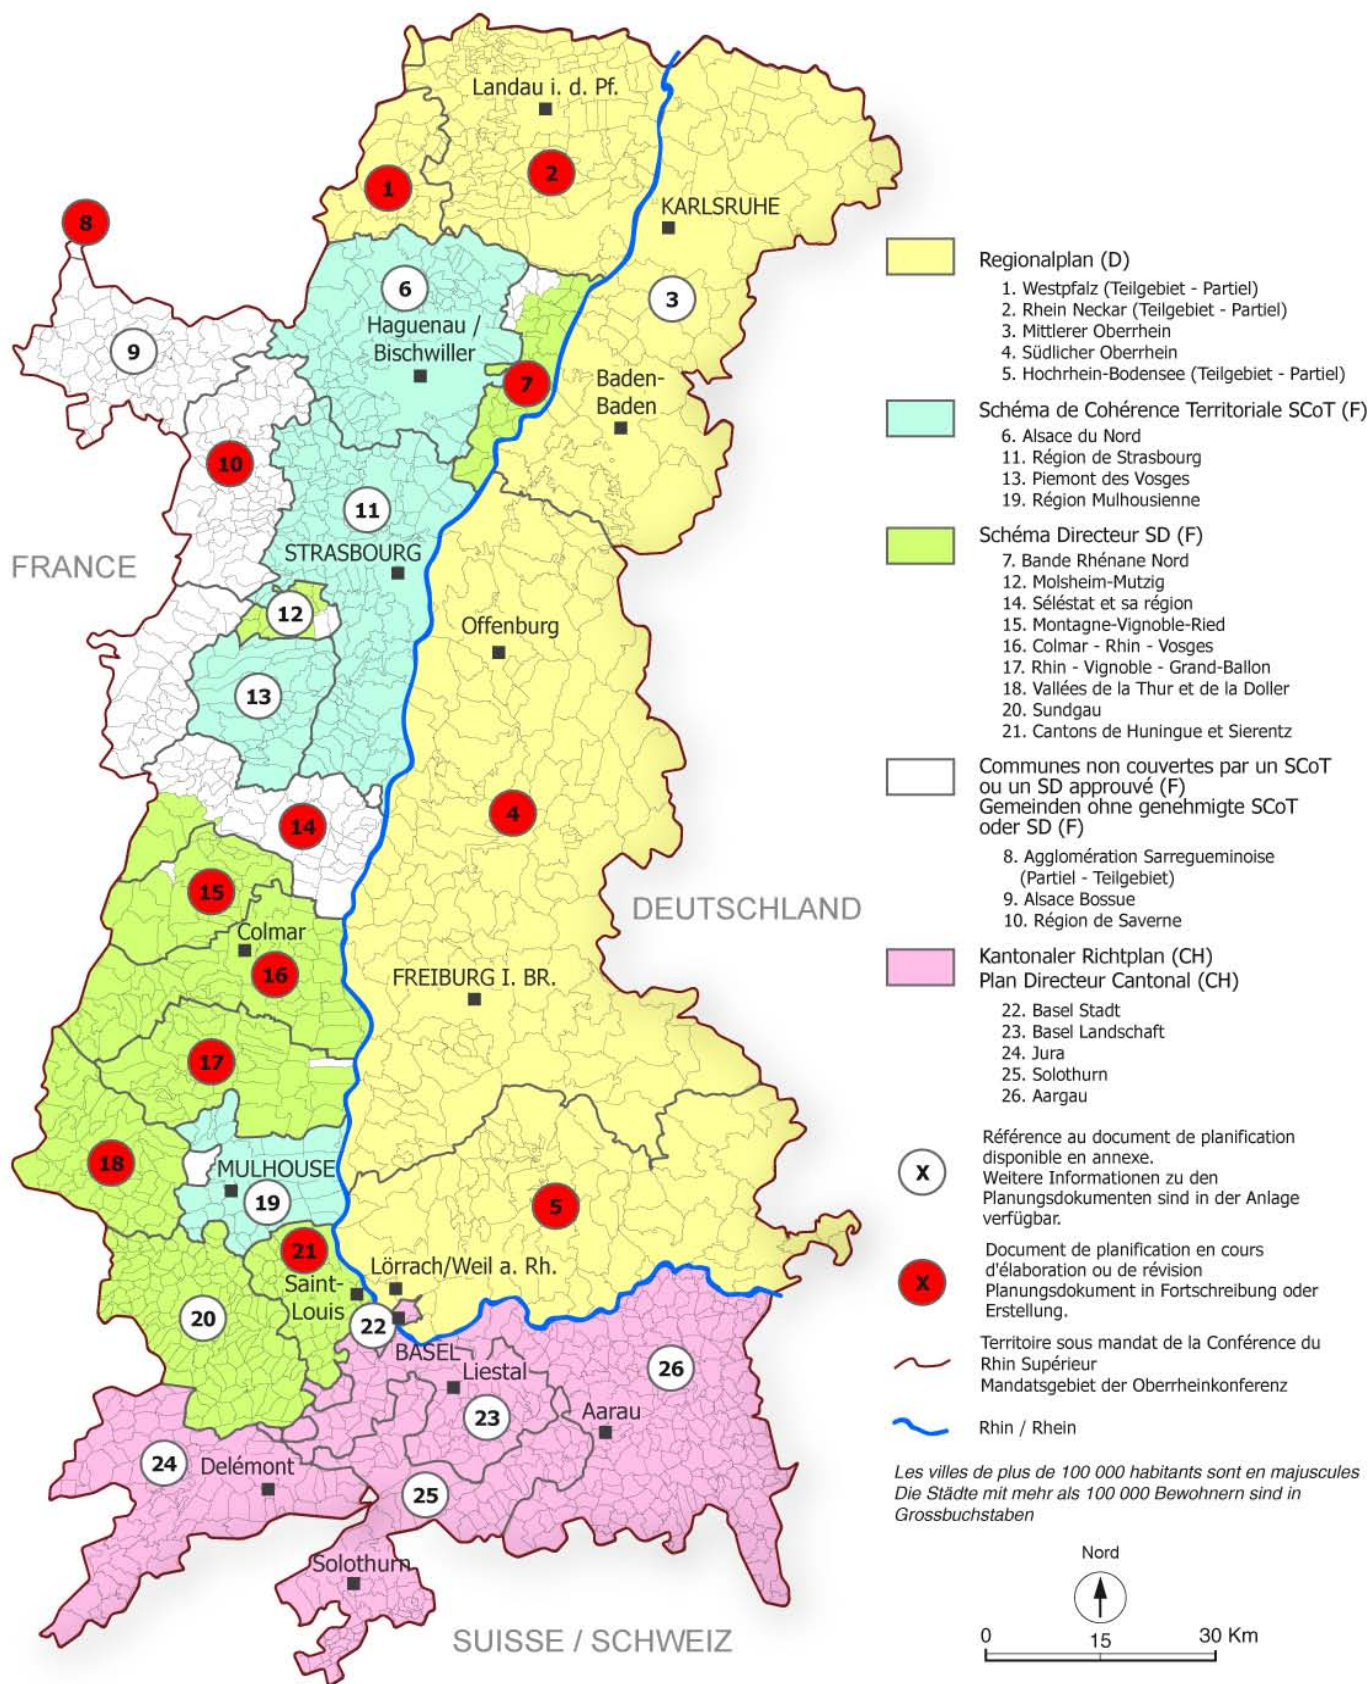 Landau i. d. Pf.
2
1
KARLSRUHE
8
6
3
Haguenau /
Bischwiller
9
7
Baden-
Baden
10
11
STRASBOURG
FRANCE
12
Offenburg
13
4
14
15
DEUTSCHLAND
Colmar
16
FREIBURG I. BR.
17
18
MULHOUSE
19
5
21
Lörrach/Weil a. Rh.
Saint-
Louis
20
22
BASEL
Liestal
26
23
Aarau
24
Delémont
25
Solothurn
SUISSE / SCHWEIZ
Regionalplan (D)
1. Westpfalz (Teilgebiet - Partiel)
2. Rhein Neckar (Teilgebiet - Partiel)
3. Mittlerer Oberrhein
4. Südlicher Oberrhein
5. Hochrhein-Bodensee (Teilgebiet - Partiel)
Schéma de Cohérence Territoriale SCoT (F)
6. Alsace du Nord
11. Région de Strasbourg
13. Piemont des Vosges
19. Région Mulhousienne
Schéma Directeur SD (F)
7. Bande Rhénane Nord
12. Molsheim-Mutzig
14. Séléstat et sa région
15. Montagne-Vignoble-Ried
16. Colmar - Rhin - Vosges
17. Rhin - Vignoble - Grand-Ballon
18. Vallées de la Thur et de la Doller
20. Sundgau
21. Cantons de Huningue et Sierentz
Communes non couvertes par un SCoT
ou un SD approuvé (F)
Gemeinden ohne genehmigte SCoT
oder SD (F)
8. Agglomération Sarregueminoise
(Partiel - Teilgebiet)
9. Alsace Bossue
10. Région de Saverne
Kantonaler Richtplan (CH)
Plan Directeur Cantonal (CH)
22. Basel Stadt
23. Basel Landschaft
24. Jura
25. Solothurn
26. Aargau
X
Référence au document de planification
disponible en annexe.
Weitere Informationen zu den
Planungsdokumenten sind in der Anlage
verfügbar.
X
Document de planification en cours
d'élaboration ou de révision
Planungsdokument in Fortschreibung oder
Erstellung.
Territoire sous mandat de la Conférence du
Rhin Supérieur
Mandatsgebiet der Oberrheinkonferenz
Rhin / Rhein
Les villes de plus de 100 000 habitants sont en majuscules
Die Städte mit mehr als 100 000 Bewohnern sind in
Grossbuchstaben
Nord
0 15 30 Km